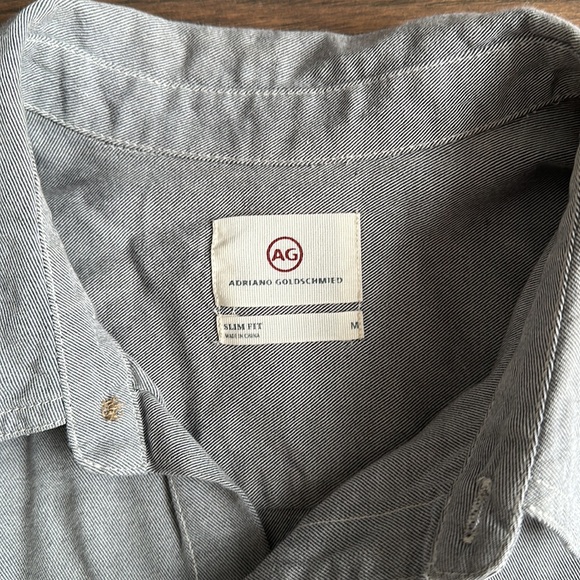 AG
ADRIANO GOLDSCHMIED
SLIM FIT M
MADE IN CHINA